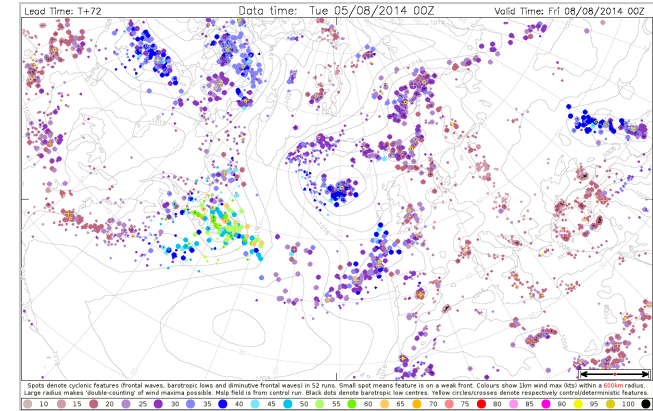 Lead Time: T+72 Data time: Tue 05/08/2014 00Z Valid Time: Fri 08/08/2014 00Z
Spots denote cyclonic features (frontal waves, barotropic lows and diminutive frontal waves) in 52 runs. Small spot means feature is on a weak front. Colours show 1km wind max (kts) within a 600km radius.
Large radius makes 'double-counting' of wind maxima possible. Mslp field is from control run. Black dots denote barotropic low centres. Yellow circles/crosses denote respectively control/deterministic features.
10 15 20 25 30 35 40 45 50 55 60 65 70 75 80 85 90 95 100